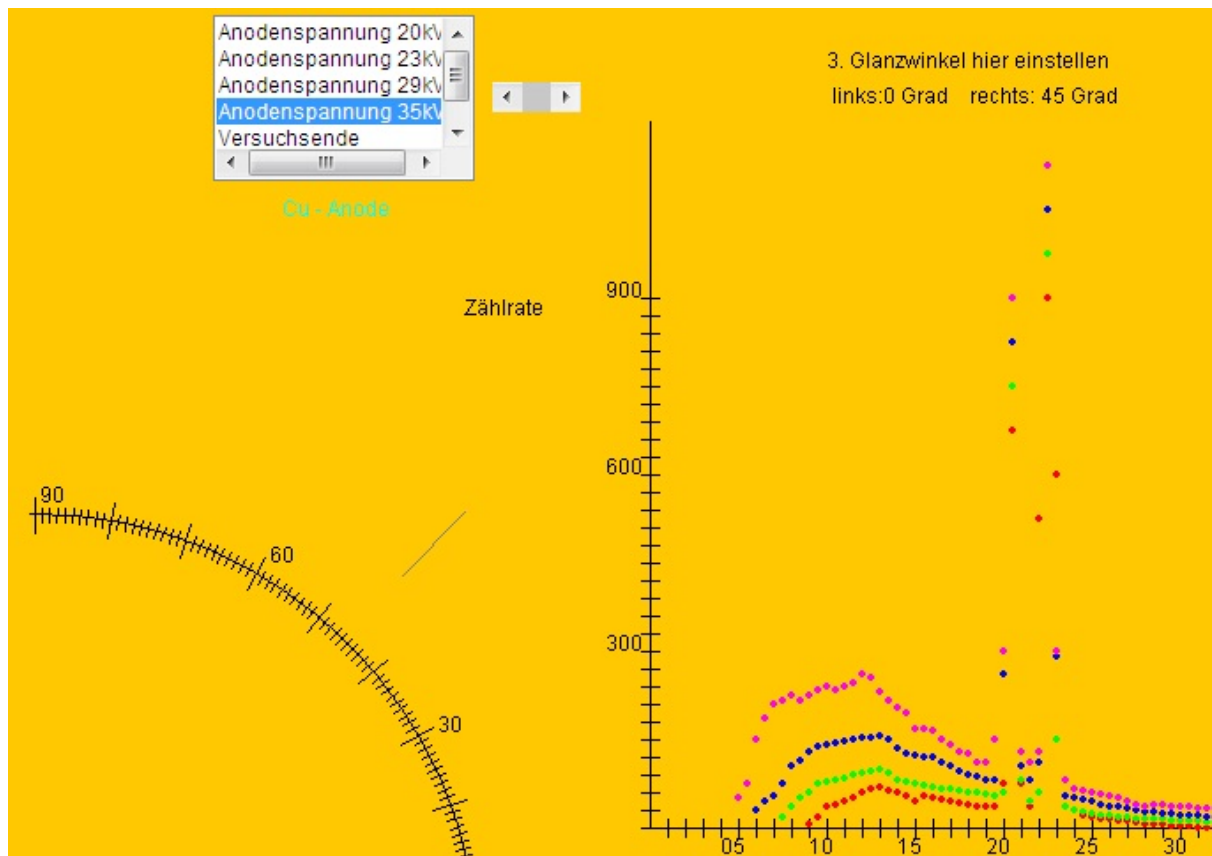 Anodenspannung 20kV
Anodenspannung 23kV
Anodenspannung 29kV
Anodenspannung 35kV
Versuchsende
Cu - Anode
3. Glanzwinkel hier einstellen
links:0 Grad rechts: 45 Grad
Zählrate
900
600
300
05 10 15 20 25 30
90
60
30